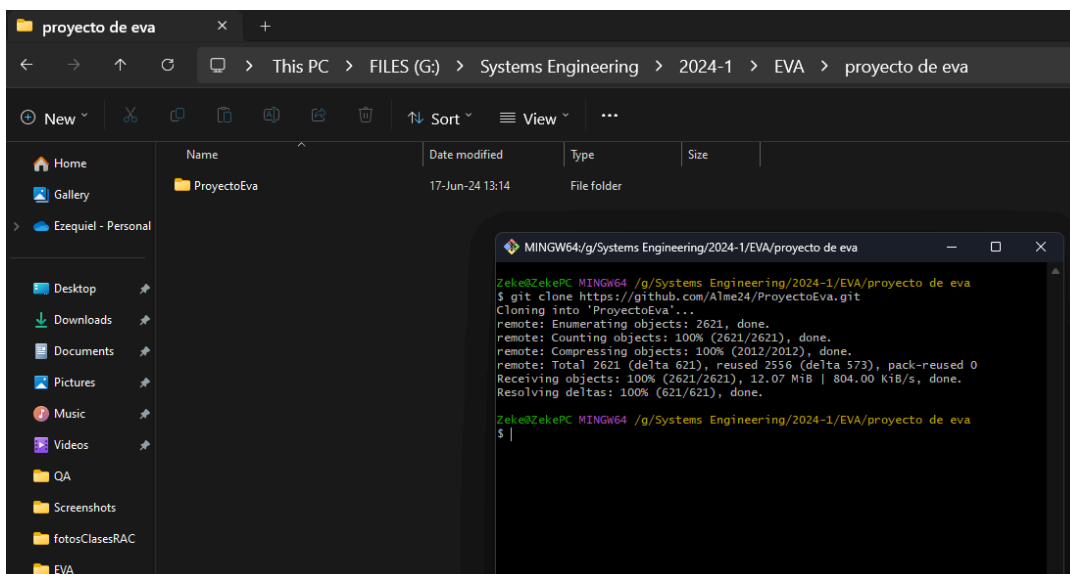 proyecto de eva
This PC > FILES (G:) > Systems Engineering > 2024-1 > EVA > proyecto de eva
New
Sort
View
Name
Date modified
Type
Size
Home
Gallery
Ezequiel - Personal
Desktop
Downloads
Documents
Pictures
Music
Videos
QA
Screenshots
fotosClasesRAC
EVA
ProyectoEva
17-Jun-24 13:14
File folder
MINGW64:/g/Systems Engineering/2024-1/EVA/proyecto de eva
Zeke@ZekePC MINGW64 /g/Systems Engineering/2024-1/EVA/proyecto de eva
$ git clone https://github.com/Alme24/ProyectoEva.git
Cloning into 'ProyectoEva'...
remote: Enumerating objects: 2621, done.
remote: Counting objects: 100% (2621/2621), done.
remote: Compressing objects: 100% (2012/2012), done.
remote: Total 2621 (delta 621), reused 2556 (delta 573), pack-reused 0
Receiving objects: 100% (2621/2621), 12.07 MiB | 804.00 KiB/s, done.
Resolving deltas: 100% (621/621), done.
Zeke@ZekePC MINGW64 /g/Systems Engineering/2024-1/EVA/proyecto de eva
$